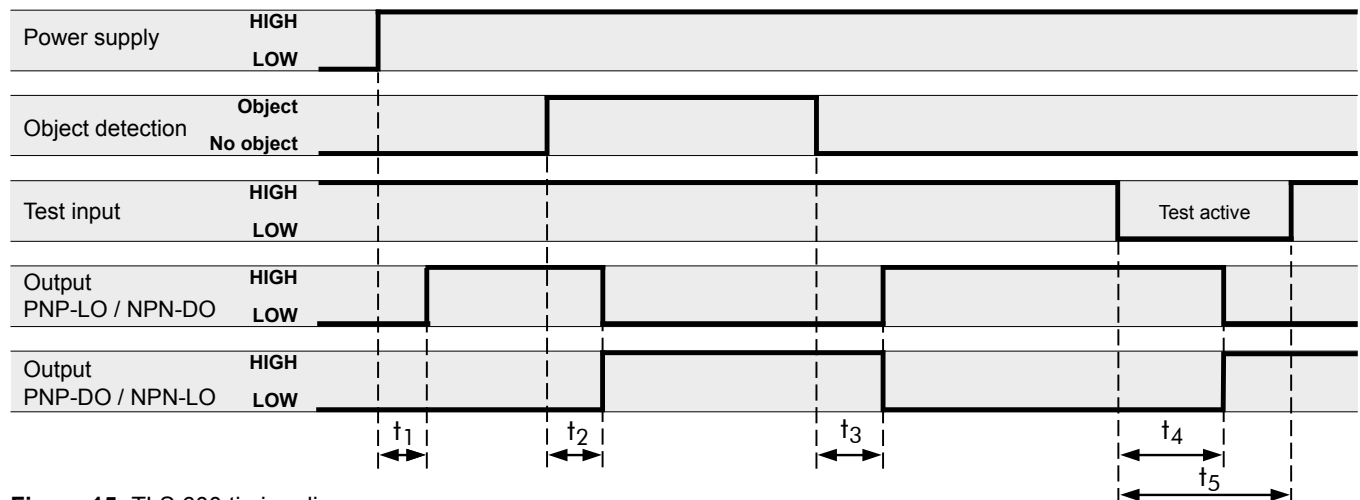 Power supply HIGH
LOW
Object detection Object
No object
Test input HIGH
LOW
Test active
Output
PNP-LO / NPN-DO HIGH
LOW
Output
PNP-DO / NPN-LO HIGH
LOW
t1 t2 t3 t4
t5